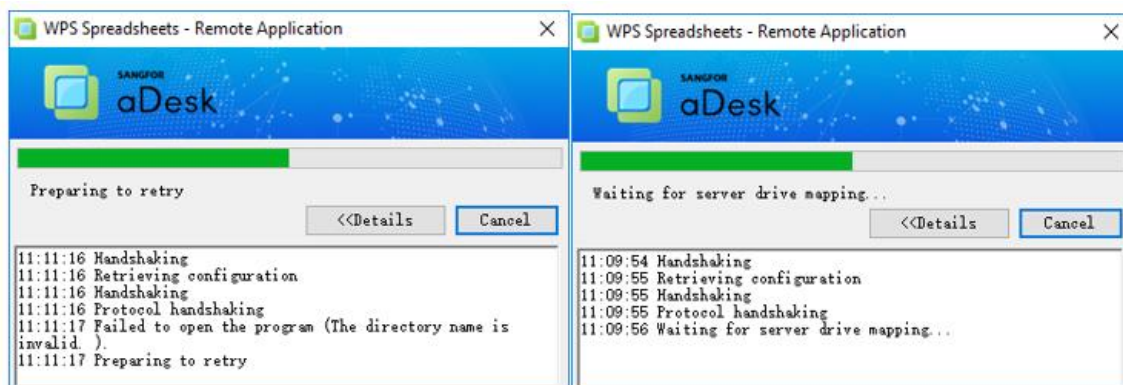 WPS Spreadsheets - Remote Application
SANGFOR
aDesk
Preparing to retry
<<Details
Cancel
11:11:16 Handshaking
11:11:16 Retrieving configuration
11:11:16 Handshaking
11:11:16 Protocol handshaking
11:11:17 Failed to open the program (The directory name is
invalid. ).
11:11:17 Preparing to retry
WPS Spreadsheets - Remote Application
SANGFOR
aDesk
Waiting for server drive mapping...
<<Details
Cancel
11:09:54 Handshaking
11:09:55 Retrieving configuration
11:09:55 Handshaking
11:09:55 Protocol handshaking
11:09:56 Waiting for server drive mapping...